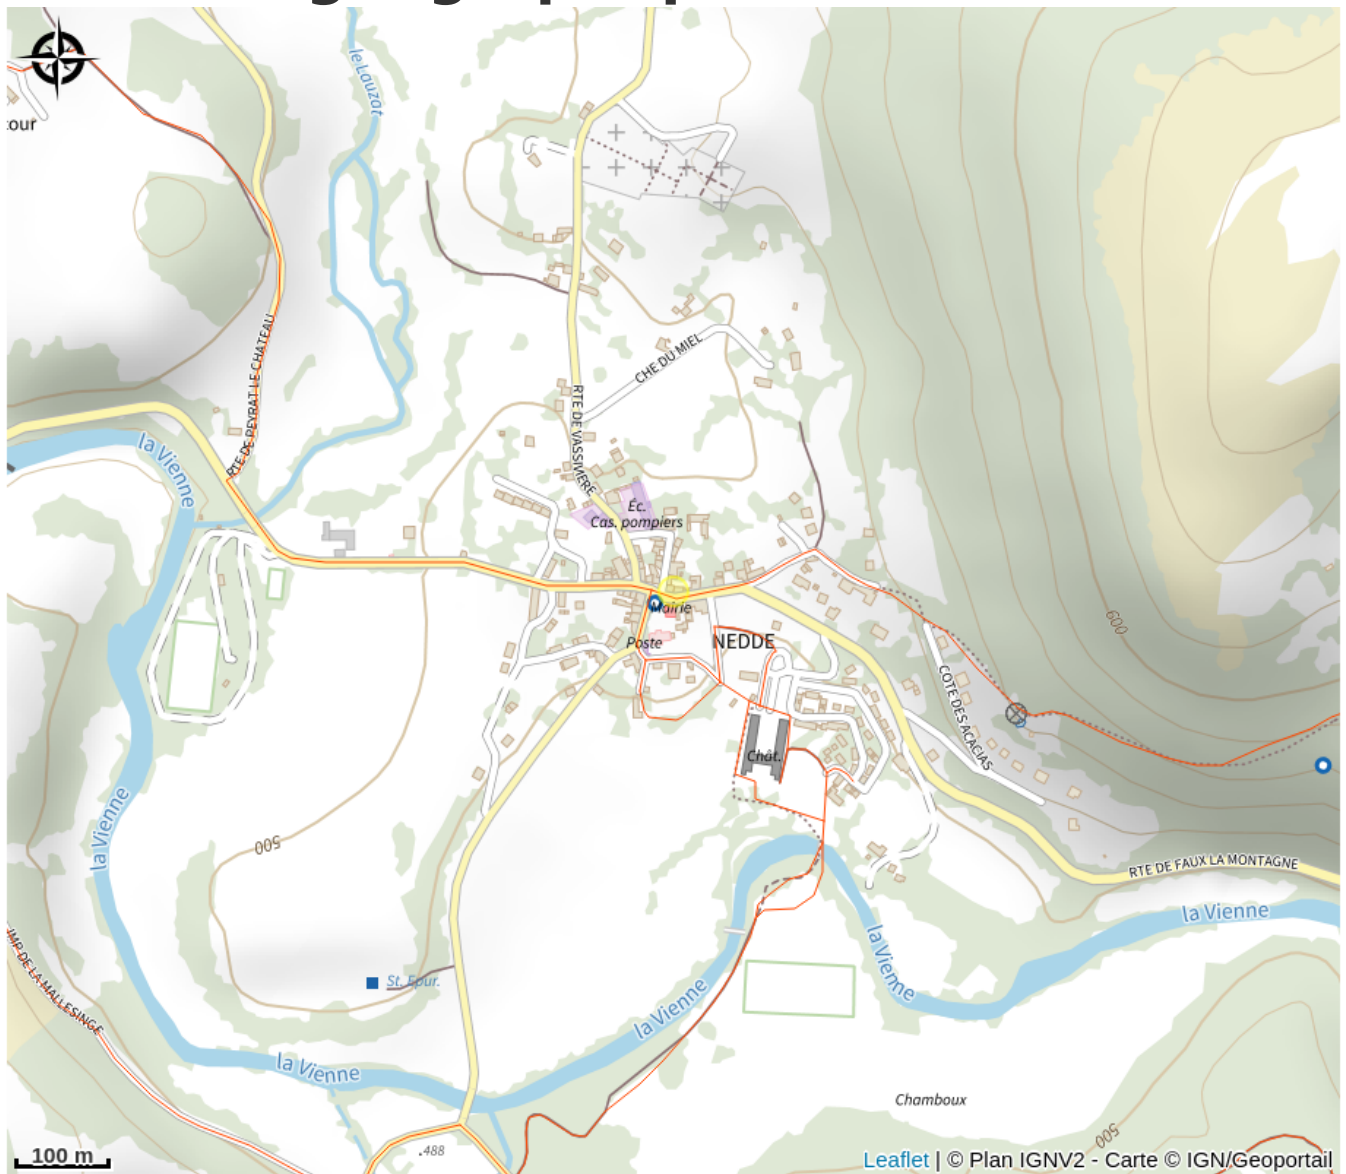 le Lauzat
cour
CHE DU MIEL
RTE DE PEYRAT LE CHATEAU
RTE DE VASSIVIERE
la Vienne
Éc.
Cas. pompiers
600
Mairie
Poste
NEDDE
COTE DES ACACIAS
Chât.
la Vienne
500
RTE DE FAUX LA MONTAGNE
la Vienne
la Vienne
IMP. DE LA MALLESINGE
St. Epur.
la Vienne
la Vienne
Chamboux
500
.488
100 m
Leaflet | © Plan IGNV2 - Carte © IGN/Geoportail